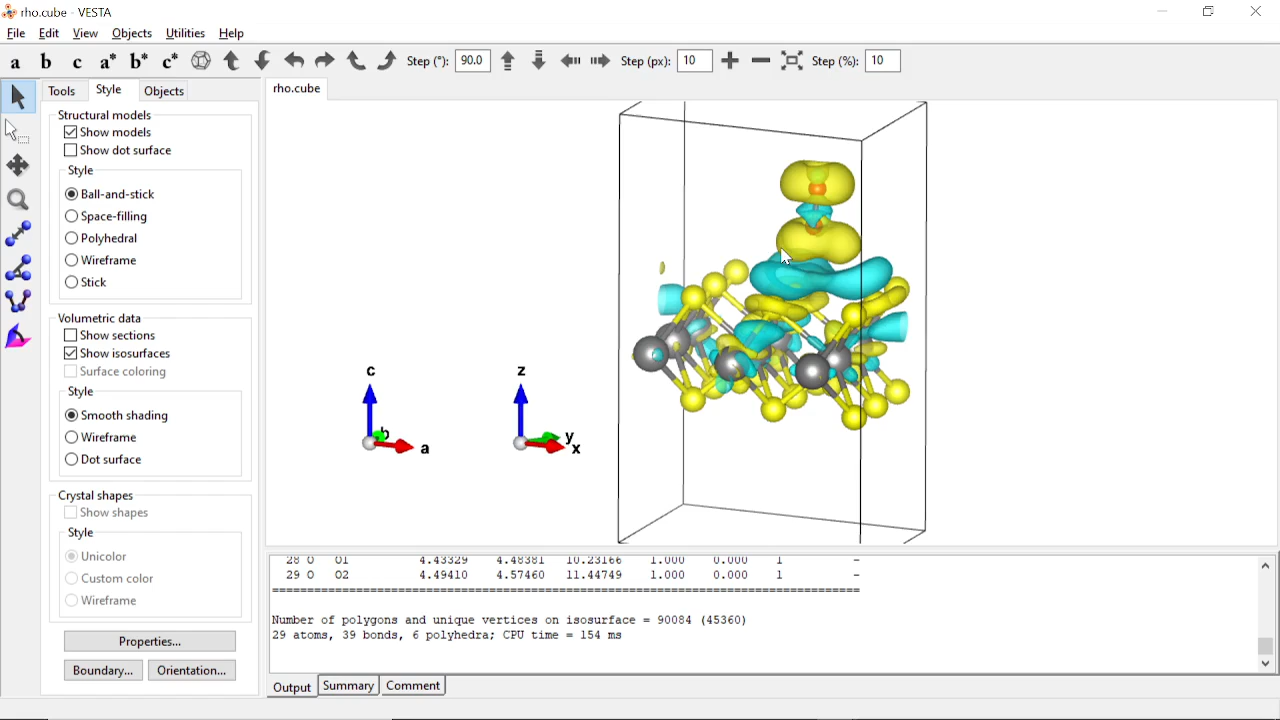 rho.cube - VESTA
File Edit View Objects Utilities Help
a b c a* b* c* Step (°): 90.0 Step (px): 10 Step (%): 10
Tools Style Objects
rho.cube
Structural models
Show models
Show dot surface
Style
Ball-and-stick
Space-filling
Polyhedral
Wireframe
Stick
Volumetric data
Show sections
Show isosurfaces
Surface coloring
Style
Smooth shading
Wireframe
Dot surface
Crystal shapes
Show shapes
Style
Unicolor
Custom color
Wireframe
Properties...
Boundary... Orientation...
c
b
a
z
y
x
28 O O1 4.43329 4.48381 10.23166 1.000 0.000 1 -
29 O O2 4.49410 4.57460 11.44749 1.000 0.000 1 -
Number of polygons and unique vertices on isosurface = 90084 (45360)
29 atoms, 39 bonds, 6 polyhedra; CPU time = 154 ms
Output Summary Comment